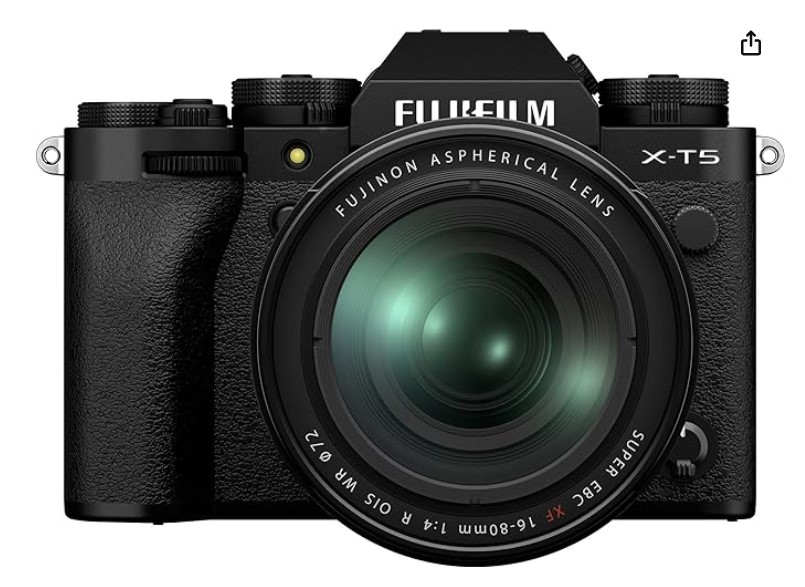 FUJIFILM
X-T5
FUJINON ASPHERICAL LENS
SUPER EBC XF 16-80mm 1:4 R OIS WR ø72